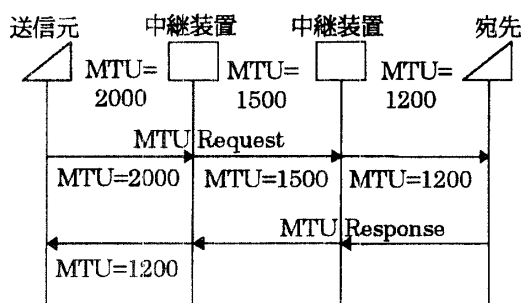 送信元
中継装置
中継装置
宛先
MTU=
2000
MTU=
1500
MTU=
1200
MTU Request
MTU=2000
MTU=1500
MTU=1200
MTU Response
MTU=1200